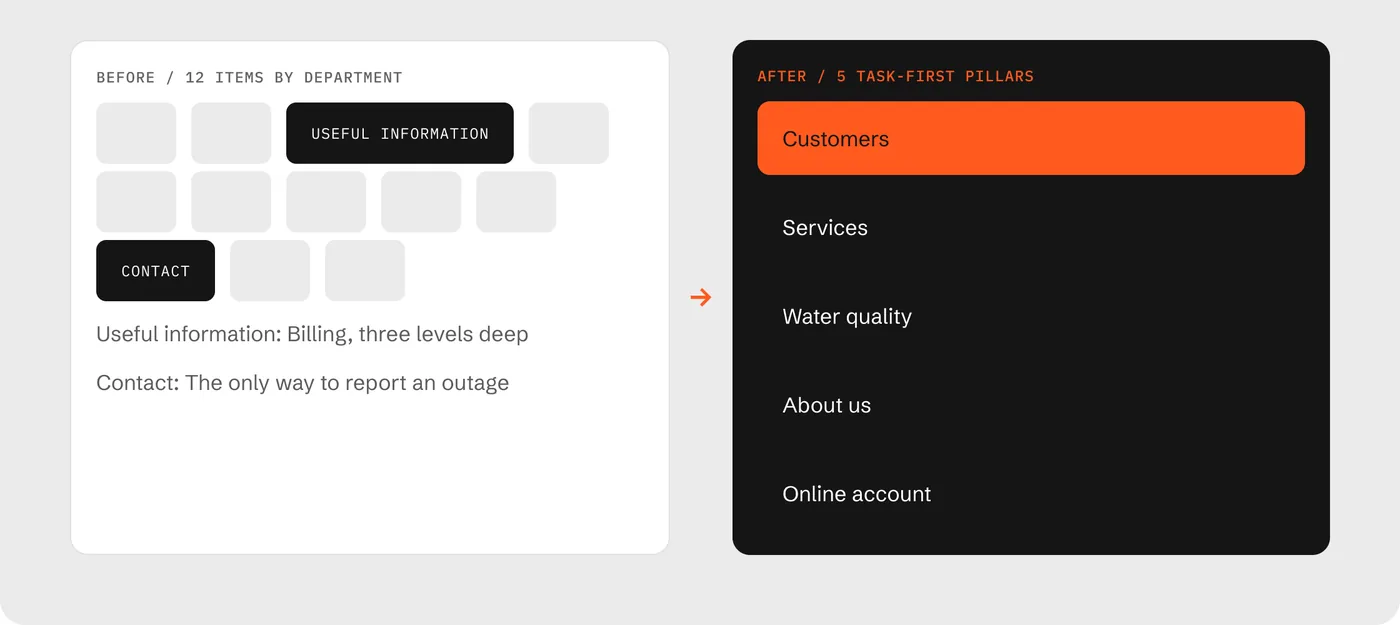 BEFORE / 12 ITEMS BY DEPARTMENT
USEFUL INFORMATION
CONTACT
Useful information: Billing, three levels deep
Contact: The only way to report an outage
AFTER / 5 TASK-FIRST PILLARS
Customers
Services
Water quality
About us
Online account